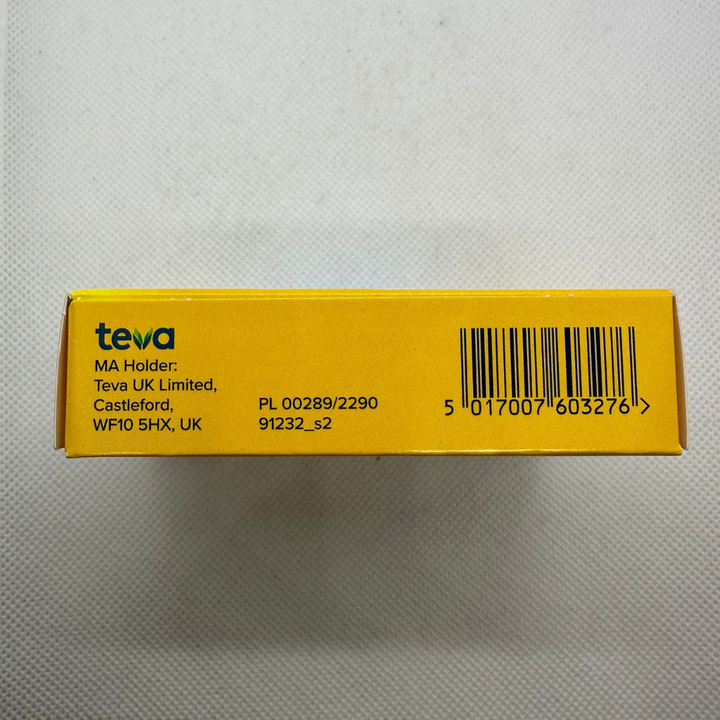 teva
MA Holder:
Teva UK Limited,
Castleford,
WF10 5HX, UK
PL 00289/2290
91232_s2
5 017007 603276 >